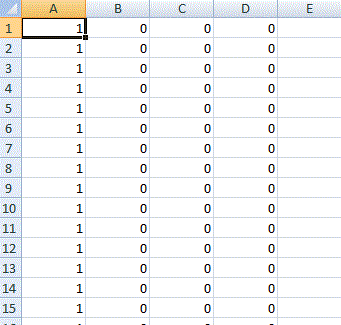 A B C D E
1 1 0 0 0
2 1 0 0 0
3 1 0 0 0
4 1 0 0 0
5 1 0 0 0
6 1 0 0 0
7 1 0 0 0
8 1 0 0 0
9 1 0 0 0
10 1 0 0 0
11 1 0 0 0
12 1 0 0 0
13 1 0 0 0
14 1 0 0 0
15 1 0 0 0